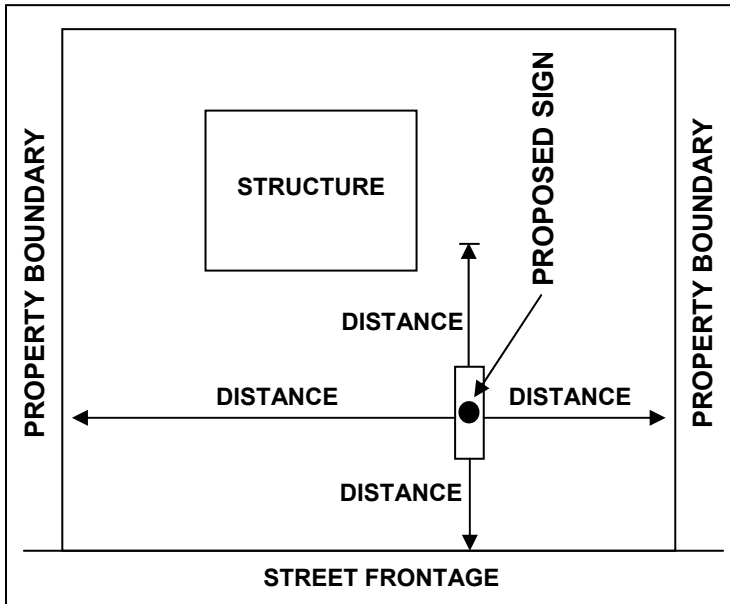 PROPERTY BOUNDARY
STRUCTURE
PROPOSED SIGN
PROPERTY BOUNDARY
DISTANCE
DISTANCE
DISTANCE
DISTANCE
STREET FRONTAGE